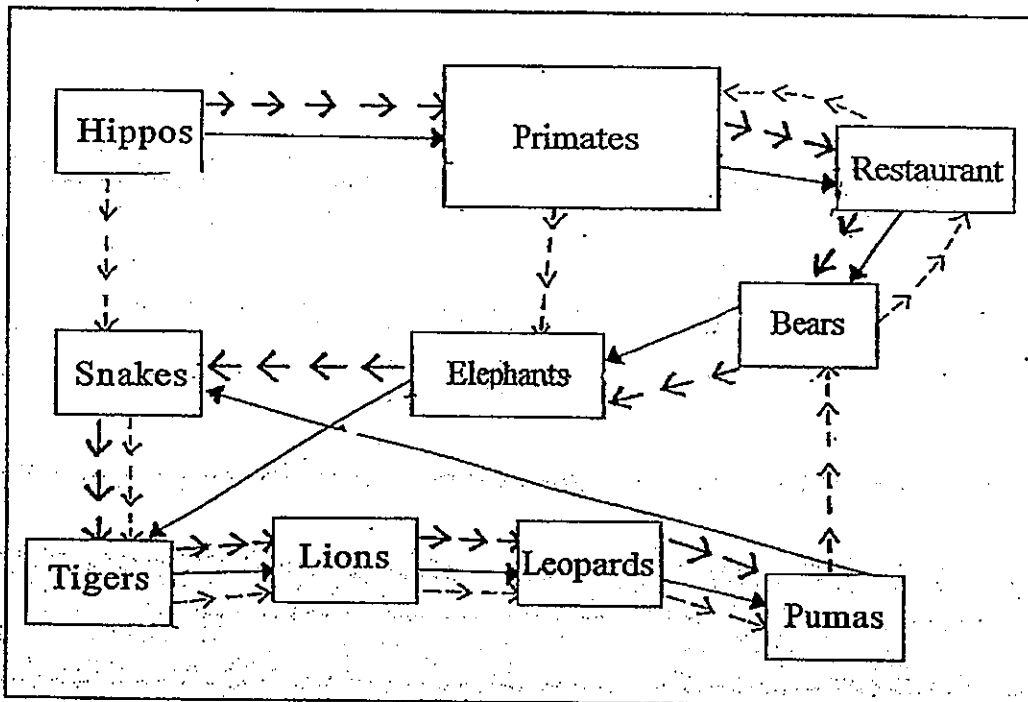 Hippos
Primates
Restaurant
Snakes
Elephants
Bears
Tigers
Lions
Leopards
Pumas